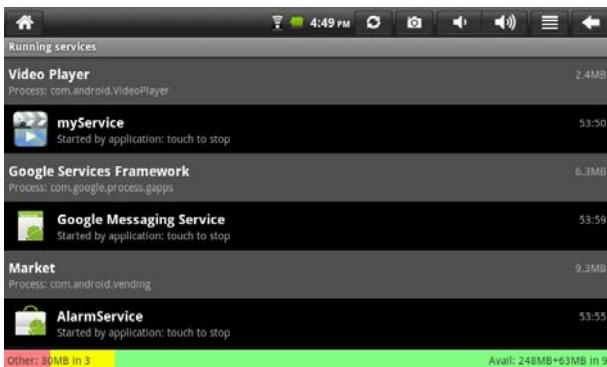 4:49 PM
Running services
Video Player
2.4MB
Process: com.android.VideoPlayer
myService
53:50
Started by application: touch to stop
Google Services Framework
6.3MB
Process: com.google.process.gapps
Google Messaging Service
53:59
Started by application: touch to stop
Market
9.3MB
Process: com.android.vending
AlarmService
53:55
Started by application: touch to stop
Other: 30MB in 3
Avail: 248MB+63MB in 9